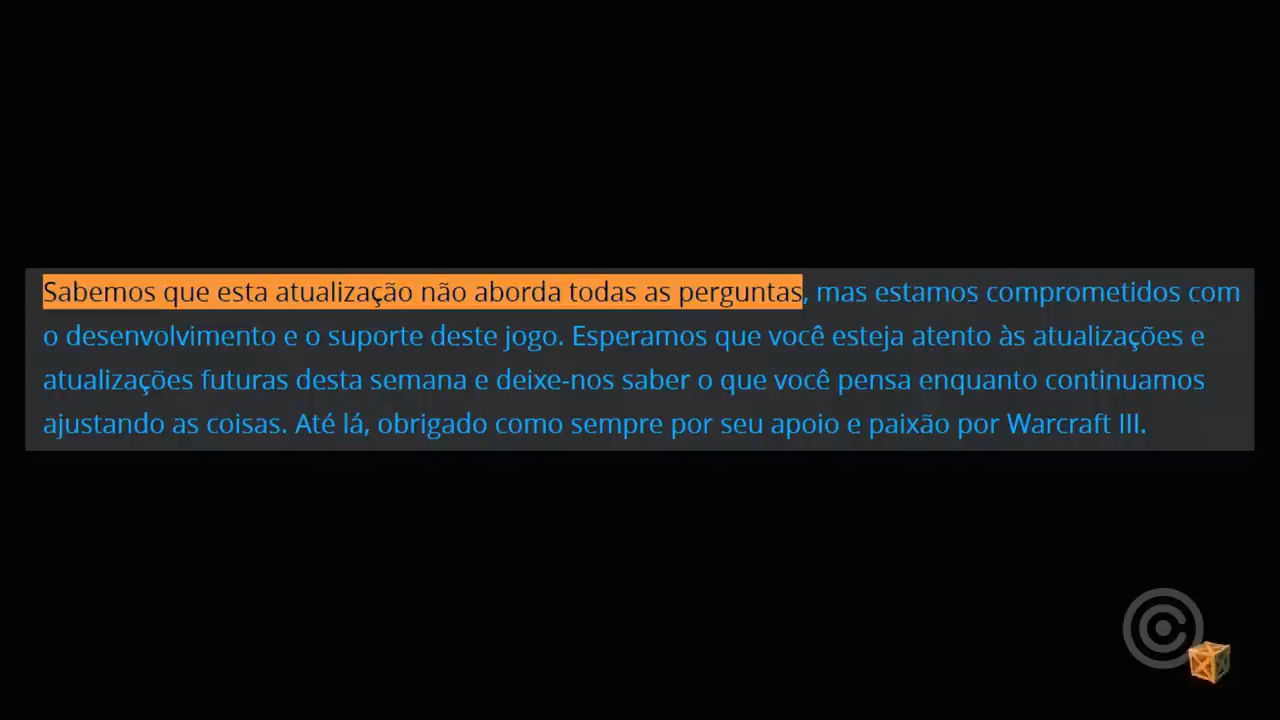 Sabemos que esta atualização não aborda todas as perguntas, mas estamos comprometidos com
o desenvolvimento e o suporte deste jogo. Esperamos que você esteja atento às atualizações e
atualizações futuras desta semana e deixe-nos saber o que você pensa enquanto continuamos
ajustando as coisas. Até lá, obrigado como sempre por seu apoio e paixão por Warcraft III.